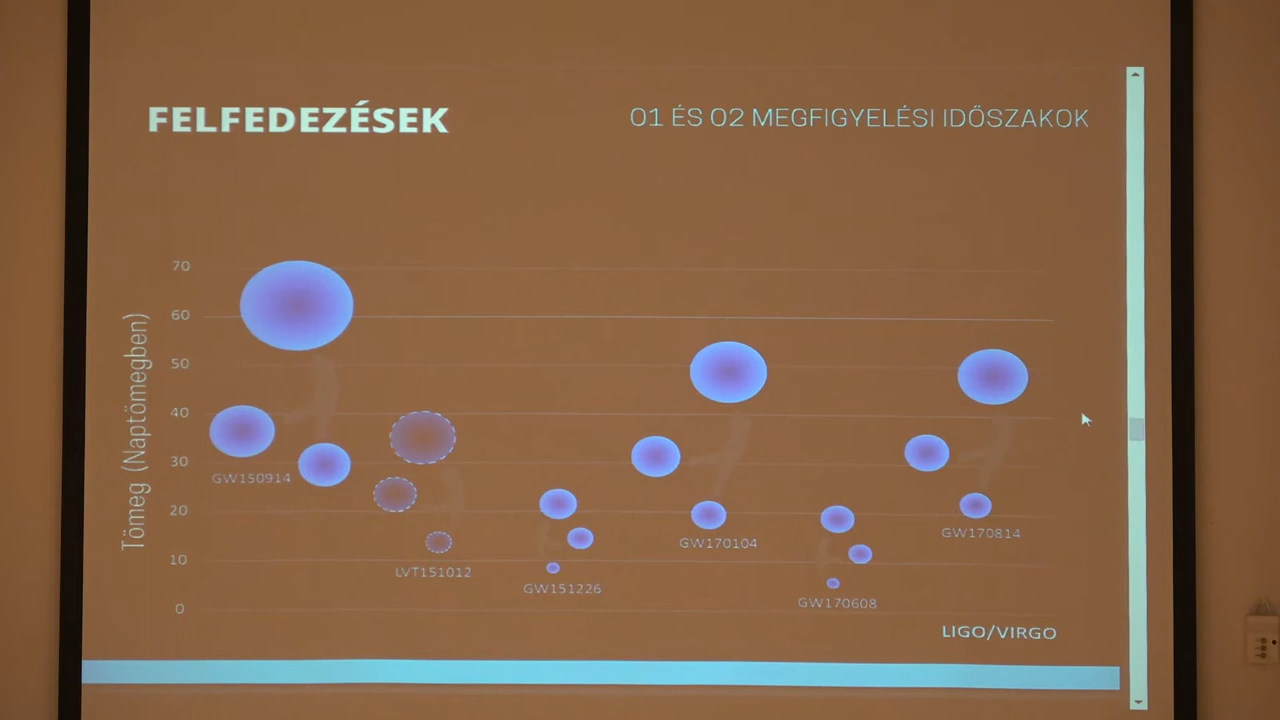 FELFEDEZÉSEK
O1 ÉS O2 MEGFIGYELÉSI IDŐSZAKOK
Tömeg (Naptömegben)
70
60
50
40
30
20
10
0
GW150914
LVT151012
GW151226
GW170104
GW170608
GW170814
LIGO/VIRGO